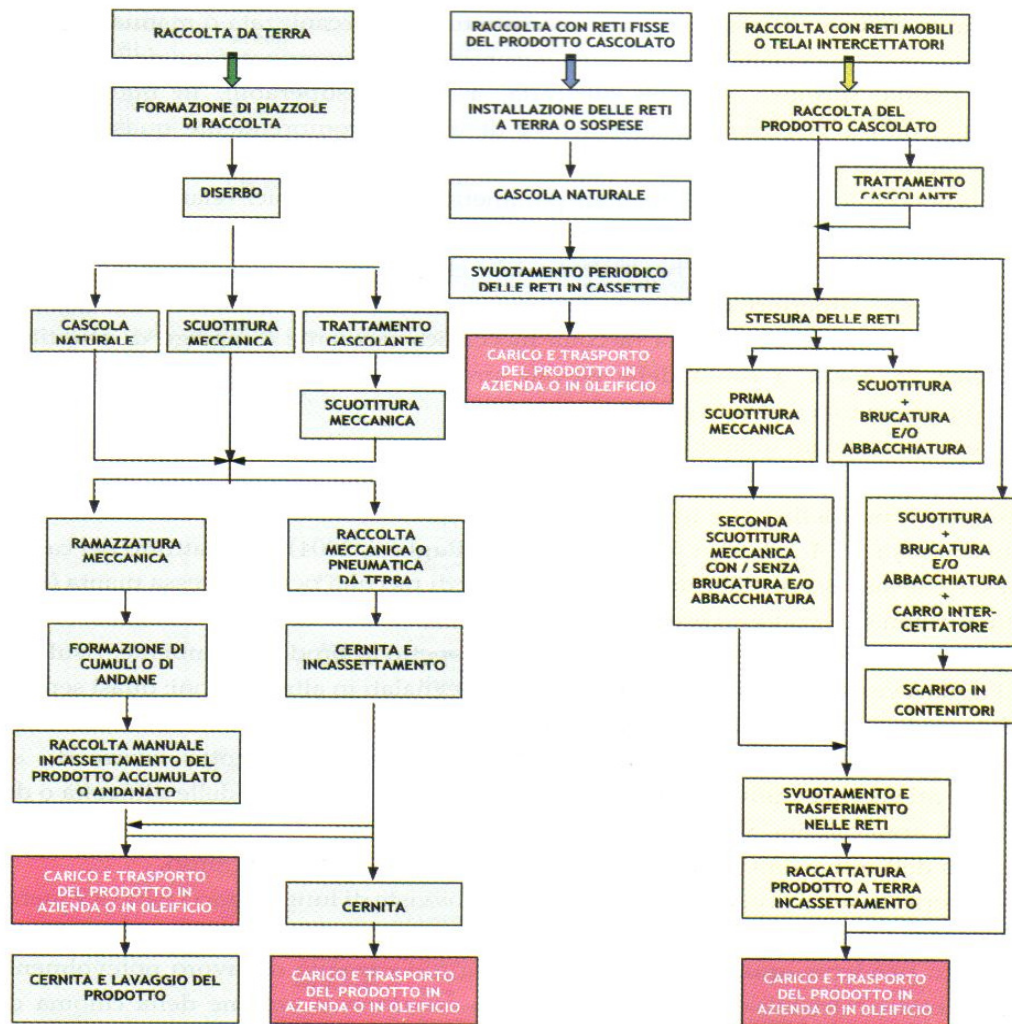 RACCOLTA DA TERRA
FORMAZIONE DI PIAZZOLE
DI RACCOLTA
DISERBO
CASCOLA
NATURALE
SCUOTITURA
MECCANICA
TRATTAMENTO
CASCOLANTE
SCUOTITURA
MECCANICA
RAMAZZATURA
MECCANICA
RACCOLTA
MECCANICA O
PNEUMATICA
DA TERRA
FORMAZIONE DI
CUMULI O DI
ANDANE
CERNITA E
INCASSETTAMENTO
RACCOLTA MANUALE
INCASSETTAMENTO DEL
PRODOTTO ACCUMULATO
O ANDANATO
CARICO E TRASPORTO
DEL PRODOTTO IN
AZIENDA O IN OLEIFICIO
CERNITA
CERNITA E LAVAGGIO DEL
PRODOTTO
CARICO E TRASPORTO
DEL PRODOTTO IN
AZIENDA O IN OLEIFICIO
RACCOLTA CON RETI FISSE
DEL PRODOTTO CASCOLATO
INSTALLAZIONE DELLE RETI
A TERRA O SOSPESE
CASCOLA NATURALE
SVUOTAMENTO PERIODICO
DELLE RETI IN CASSETTE
CARICO E TRASPORTO
DEL PRODOTTO IN
AZIENDA O IN OLEIFICIO
RACCOLTA CON RETI MOBILI
O TELAI INTERCETTATORI
RACCOLTA DEL
PRODOTTO CASCOLATO
TRATTAMENTO
CASCOLANTE
STESURA DELLE RETI
PRIMA
SCUOTITURA
MECCANICA
SCUOTITURA
+
BRUCATURA
E/O
ABBACCHIATURA
SECONDA
SCUOTITURA
MECCANICA
CON / SENZA
BRUCATURA E/O
ABBACCHIATURA
SCUOTITURA
+
BRUCATURA
E/O
ABBACCHIATURA
+
CARRO INTER-
CETTATORE
SCARICO IN
CONTENITORI
SVUOTAMENTO E
TRASFERIMENTO
NELLE RETI
RACCATTATURA
PRODOTTO A TERRA
INCASSETTAMENTO
CARICO E TRASPORTO
DEL PRODOTTO IN
AZIENDA O IN OLEIFICIO